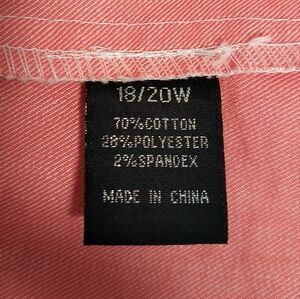 18/20W
70%COTTON
28%POLYESTER
2%SPANDEX
MADE IN CHINA